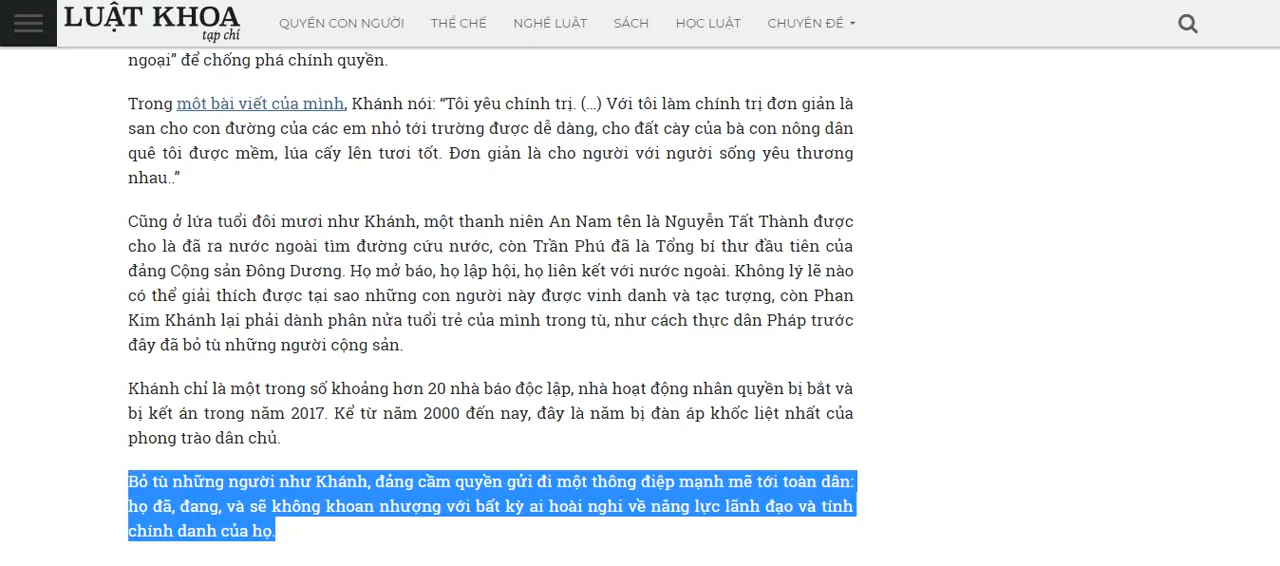 LUẬT KHOA
tạp chí
QUYỀN CON NGƯỜI THỂ CHẾ NGHỀ LUẬT SÁCH HỌC LUẬT CHUYÊN ĐỀ
ngoại” để chống phá chính quyền.
Trong một bài viết của mình, Khánh nói: “Tôi yêu chính trị. (…) Với tôi làm chính trị đơn giản là
san cho con đường của các em nhỏ tới trường được dễ dàng, cho đất cày của bà con nông dân
quê tôi được mềm, lúa cấy lên tươi tốt. Đơn giản là cho người với người sống yêu thương
nhau..”
Cũng ở lứa tuổi đôi mươi như Khánh, một thanh niên An Nam tên là Nguyễn Tất Thành được
cho là đã ra nước ngoài tìm đường cứu nước, còn Trần Phú đã là Tổng bí thư đầu tiên của
đảng Cộng sản Đông Dương. Họ mở báo, họ lập hội, họ liên kết với nước ngoài. Không lý lẽ nào
có thể giải thích được tại sao những con người này được vinh danh và tạc tượng, còn Phan
Kim Khánh lại phải dành phân nửa tuổi trẻ của mình trong tù, như cách thực dân Pháp trước
đây đã bỏ tù những người cộng sản.
Khánh chỉ là một trong số khoảng hơn 20 nhà báo độc lập, nhà hoạt động nhân quyền bị bắt và
bị kết án trong năm 2017. Kể từ năm 2000 đến nay, đây là năm bị đàn áp khốc liệt nhất của
phong trào dân chủ.
Bỏ tù những người như Khánh, đảng cầm quyền gửi đi một thông điệp mạnh mẽ tới toàn dân:
họ đã, đang, và sẽ không khoan nhượng với bất kỳ ai hoài nghi về năng lực lãnh đạo và tính
chính danh của họ.